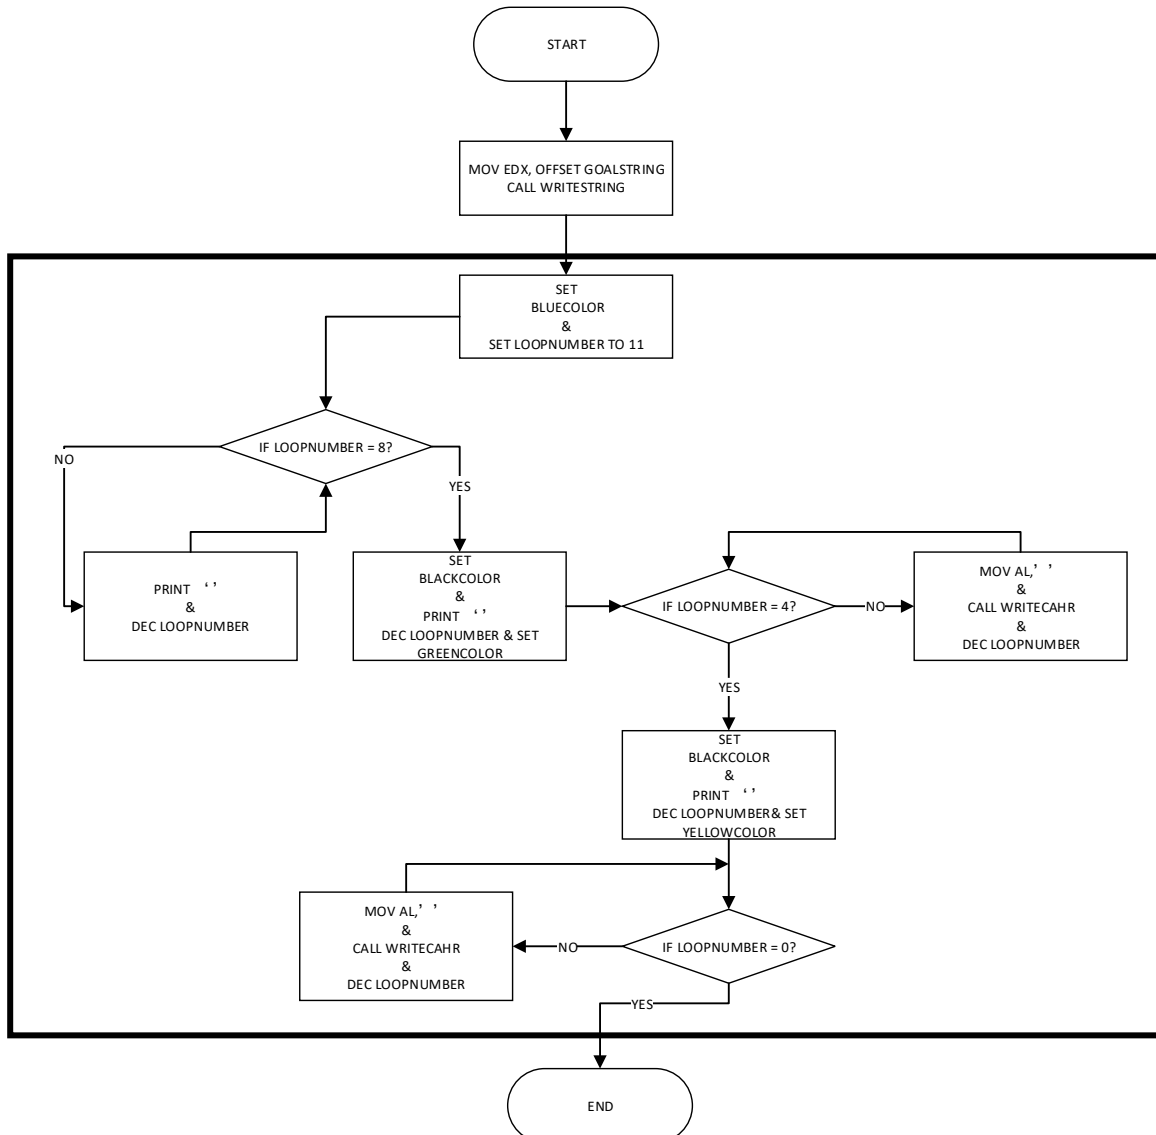 START
MOV EDX, OFFSET GOALSTRING
CALL WRITESTRING
SET
BLUECOLOR
&
SET LOOPNUMBER TO 11
IF LOOPNUMBER = 8?
NO
YES
PRINT ‘ ’
&
DEC LOOPNUMBER
SET
BLACKCOLOR
&
PRINT ‘ ’
DEC LOOPNUMBER & SET
GREENCOLOR
IF LOOPNUMBER = 4?
NO
MOV AL,’ ’
&
CALL WRITECAHR
&
DEC LOOPNUMBER
YES
SET
BLACKCOLOR
&
PRINT ‘ ’
DEC LOOPNUMBER& SET
YELLOWCOLOR
MOV AL,’ ’
&
CALL WRITECAHR
&
DEC LOOPNUMBER
NO
IF LOOPNUMBER = 0?
YES
END